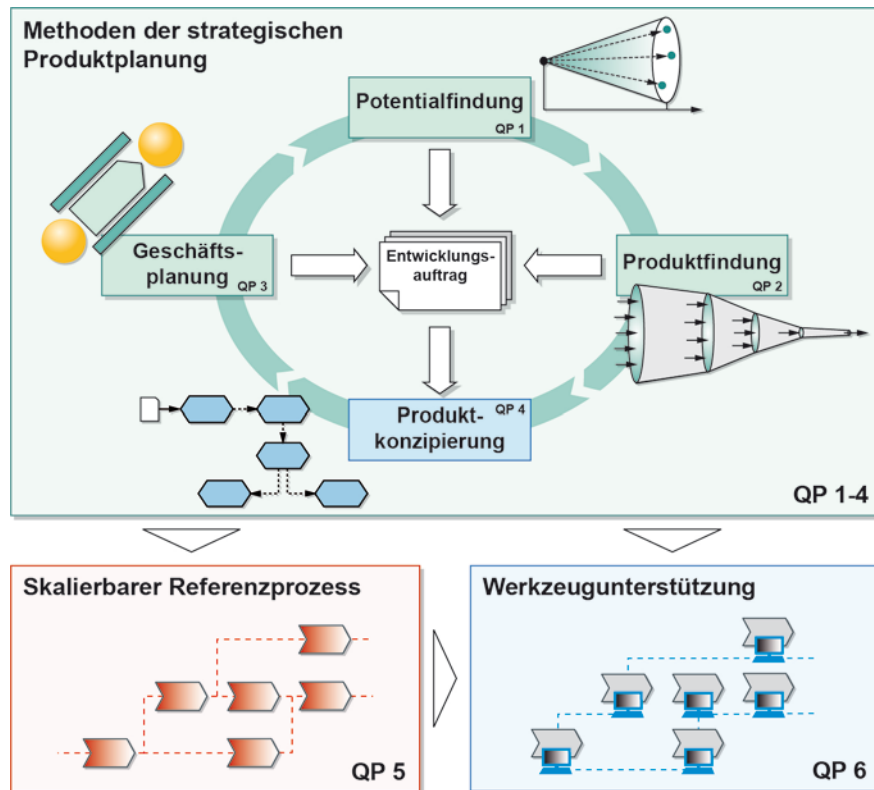 Methoden der strategischen
Produktplanung
Potentialfindung
QP 1
Geschäfts-
planung
QP 3
Entwicklungs-
auftrag
Produktfindung
QP 2
Produkt-
konzipierung
QP 4
QP 1-4
Skalierbarer Referenzprozess
QP 5
Werkzeugunterstützung
QP 6